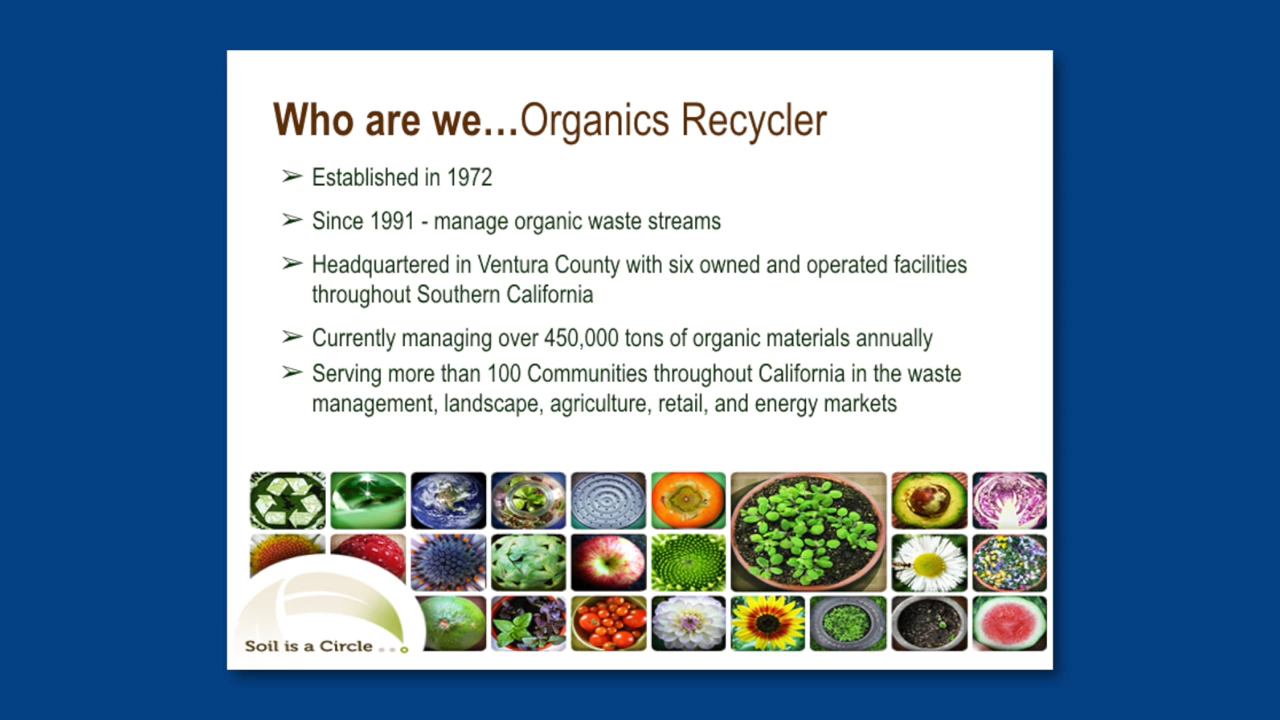 Who are we...Organics Recycler
➢ Established in 1972
➢ Since 1991 - manage organic waste streams
➢ Headquartered in Ventura County with six owned and operated facilities
throughout Southern California
➢ Currently managing over 450,000 tons of organic materials annually
➢ Serving more than 100 Communities throughout California in the waste
management, landscape, agriculture, retail, and energy markets
Soil is a Circle...